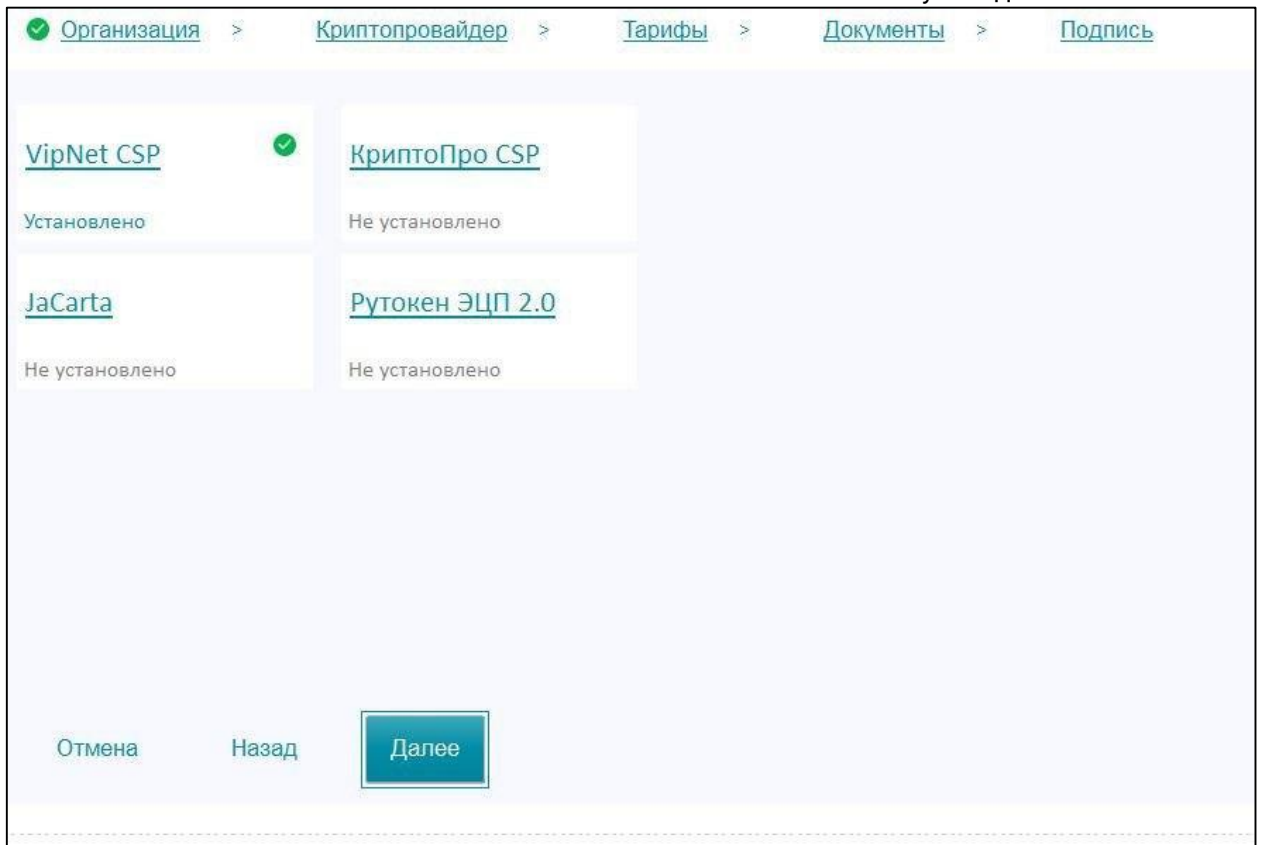 Организация > Криптопровайдер > Тарифы > Документы > Подпись
VipNet CSP КриптоПро CSP
Установлено Не установлено
JaCarta Рутокен ЭЦП 2.0
Не установлено Не установлено
Отмена Назад Далее